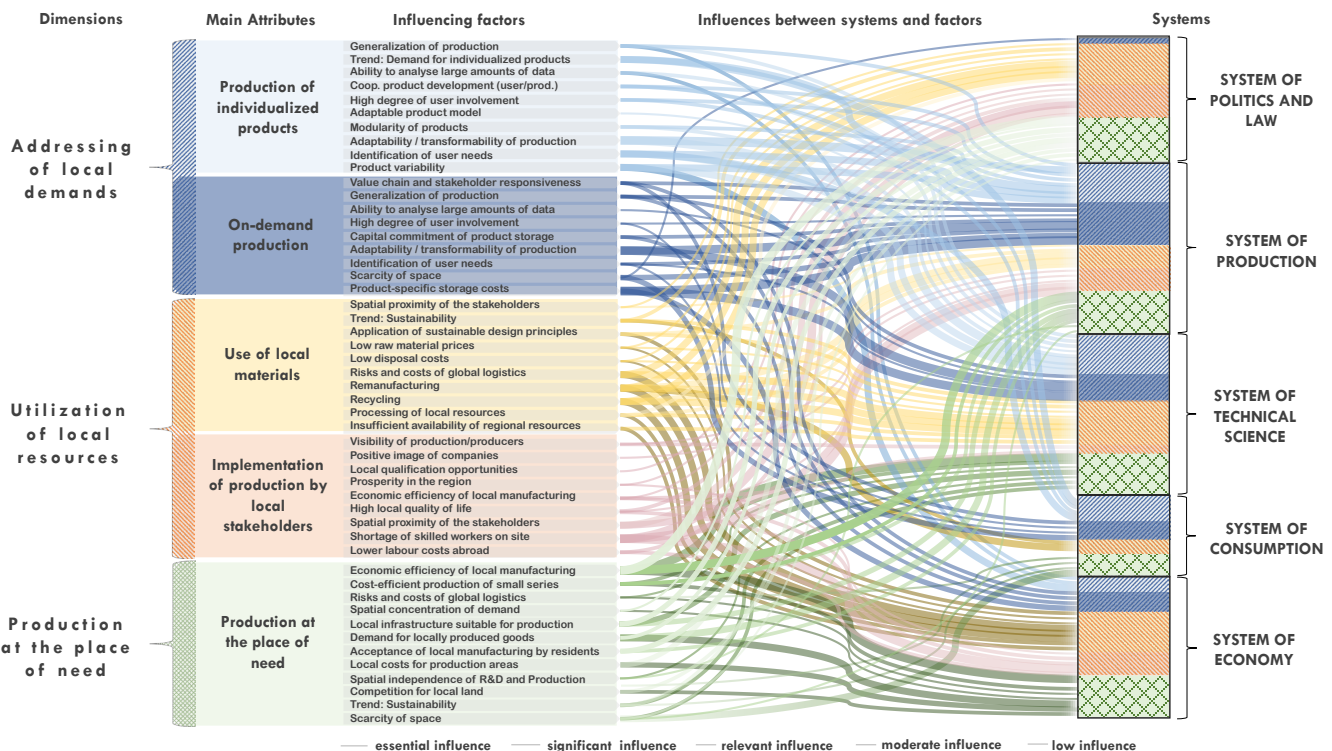 Dimensions
Main Attributes
Influencing factors
Influences between systems and factors
Systems
Addressing
of local
demands
Production of
individualized
products
Generalization of production
Trend: Demand for individualized products
Ability to analyse large amounts of data
Coop. product development (user/prod.)
High degree of user involvement
Adaptable product model
Modularity of products
Adaptability / transformability of production
Identification of user needs
Product variability
On-demand
production
Value chain and stakeholder responsiveness
Generalization of production
Ability to analyse large amounts of data
High degree of user involvement
Capital commitment of product storage
Adaptability / transformability of production
Identification of user needs
Scarcity of space
Product-specific storage costs
Utilization
of local
resources
Use of local
materials
Spatial proximity of the stakeholders
Trend: Sustainability
Application of sustainable design principles
Low raw material prices
Low disposal costs
Risks and costs of global logistics
Remanufacturing
Recycling
Processing of local resources
Insufficient availability of regional resources
Implementation
of production by
local
stakeholders
Visibility of production/producers
Positive image of companies
Local qualification opportunities
Prosperity in the region
Economic efficiency of local manufacturing
High local quality of life
Spatial proximity of the stakeholders
Shortage of skilled workers on site
Lower labour costs abroad
Production
at the place
of need
Production at
the place of
need
Economic efficiency of local manufacturing
Cost-efficient production of small series
Risks and costs of global logistics
Spatial concentration of demand
Local infrastructure suitable for production
Demand for locally produced goods
Acceptance of local manufacturing by residents
Local costs for production areas
Spatial independence of R&D and Production
Competition for local land
Trend: Sustainability
Scarcity of space
SYSTEM OF
POLITICS AND
LAW
SYSTEM OF
PRODUCTION
SYSTEM OF
TECHNICAL
SCIENCE
SYSTEM OF
CONSUMPTION
SYSTEM OF
ECONOMY
essential influence
significant influence
relevant influence
moderate influence
low influence